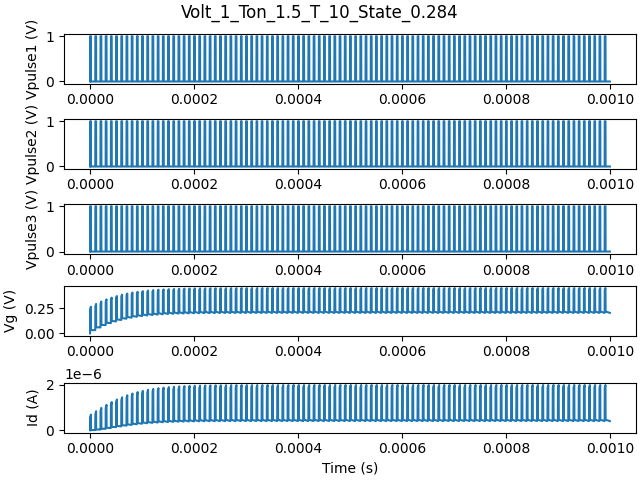 Volt_1_Ton_1.5_T_10_State_0.284
Vpulse1 (V)
1
0
0.0000 0.0002 0.0004 0.0006 0.0008 0.0010
Vpulse2 (V)
1
0
0.0000 0.0002 0.0004 0.0006 0.0008 0.0010
Vpulse3 (V)
1
0
0.0000 0.0002 0.0004 0.0006 0.0008 0.0010
Vg (V)
0.25
0.00
0.0000 0.0002 0.0004 0.0006 0.0008 0.0010
1e−6
Id (A)
2
0
0.0000 0.0002 0.0004 0.0006 0.0008 0.0010
Time (s)